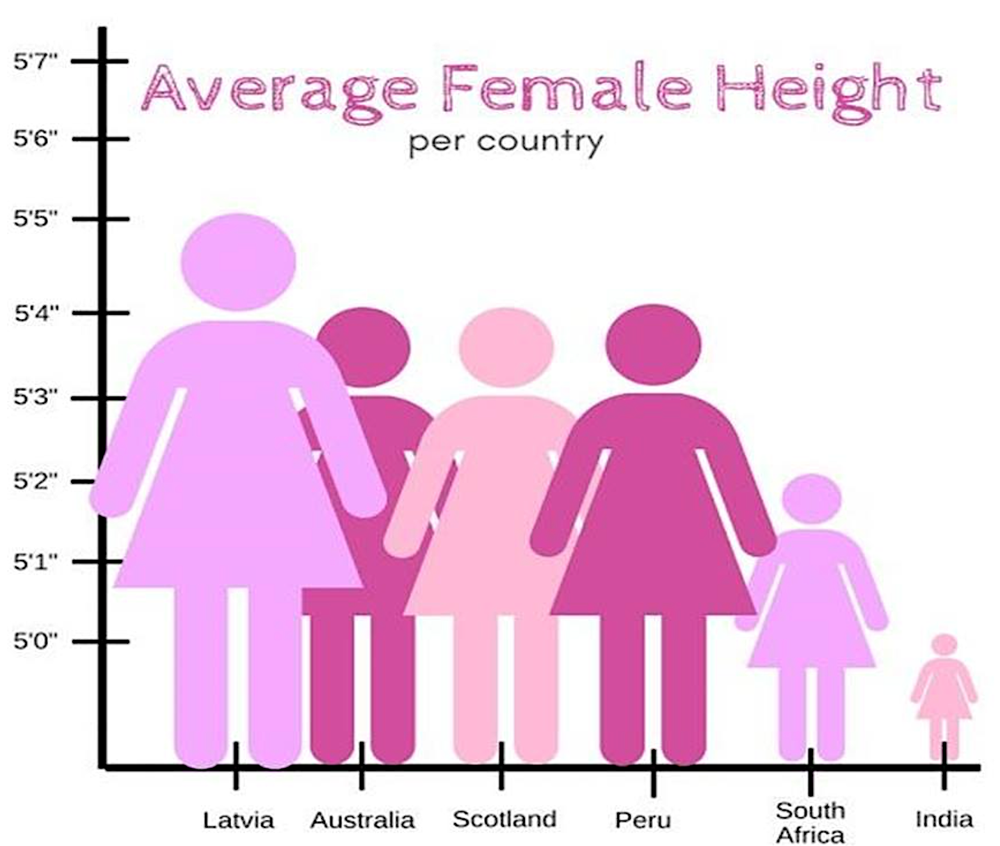 Average Female Height
per country
5'7"
5'6"
5'5"
5'4"
5'3"
5'2"
5'1"
5'0"
Latvia
Australia
Scotland
Peru
South
Africa
India